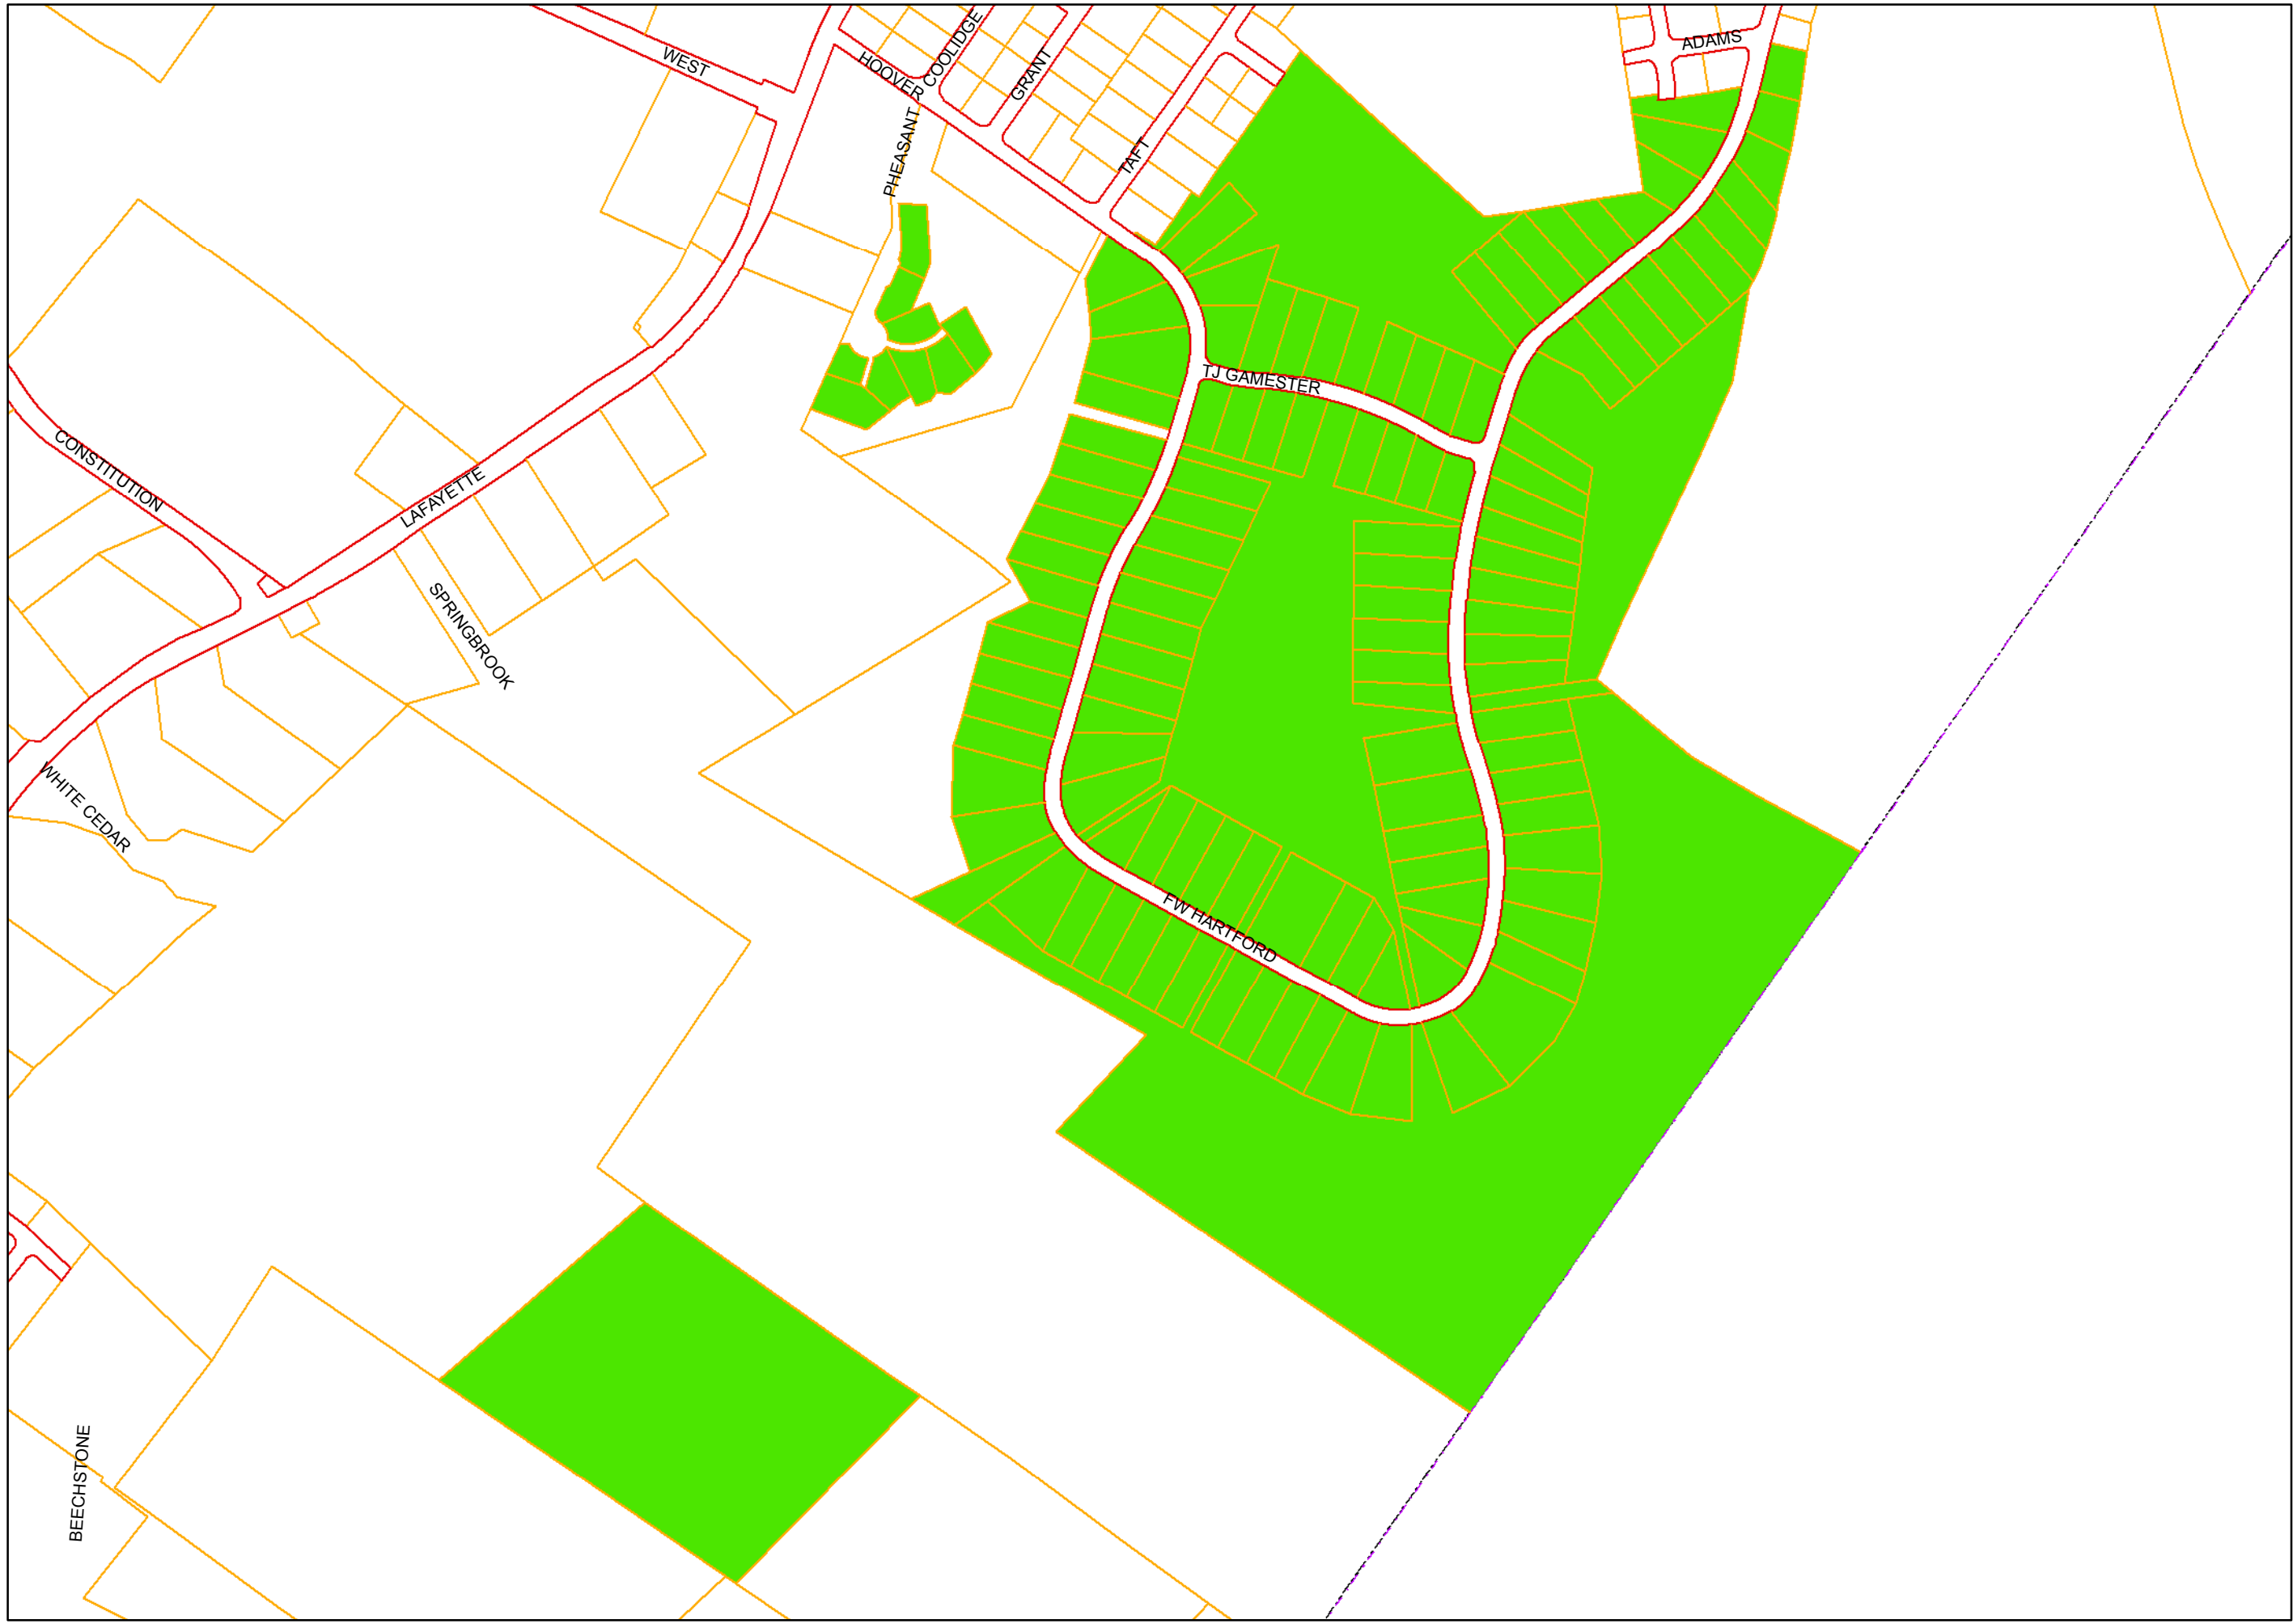 WEST
HOOVER
COOLIDGE
GRANT
ADAMS
PHEASANT
TAFT
TJ GAMESTER
CONSTITUTION
LAFAYETTE
SPRINGBROOK
WHITE CEDAR
FW HARTFORD
BEECHSTONE